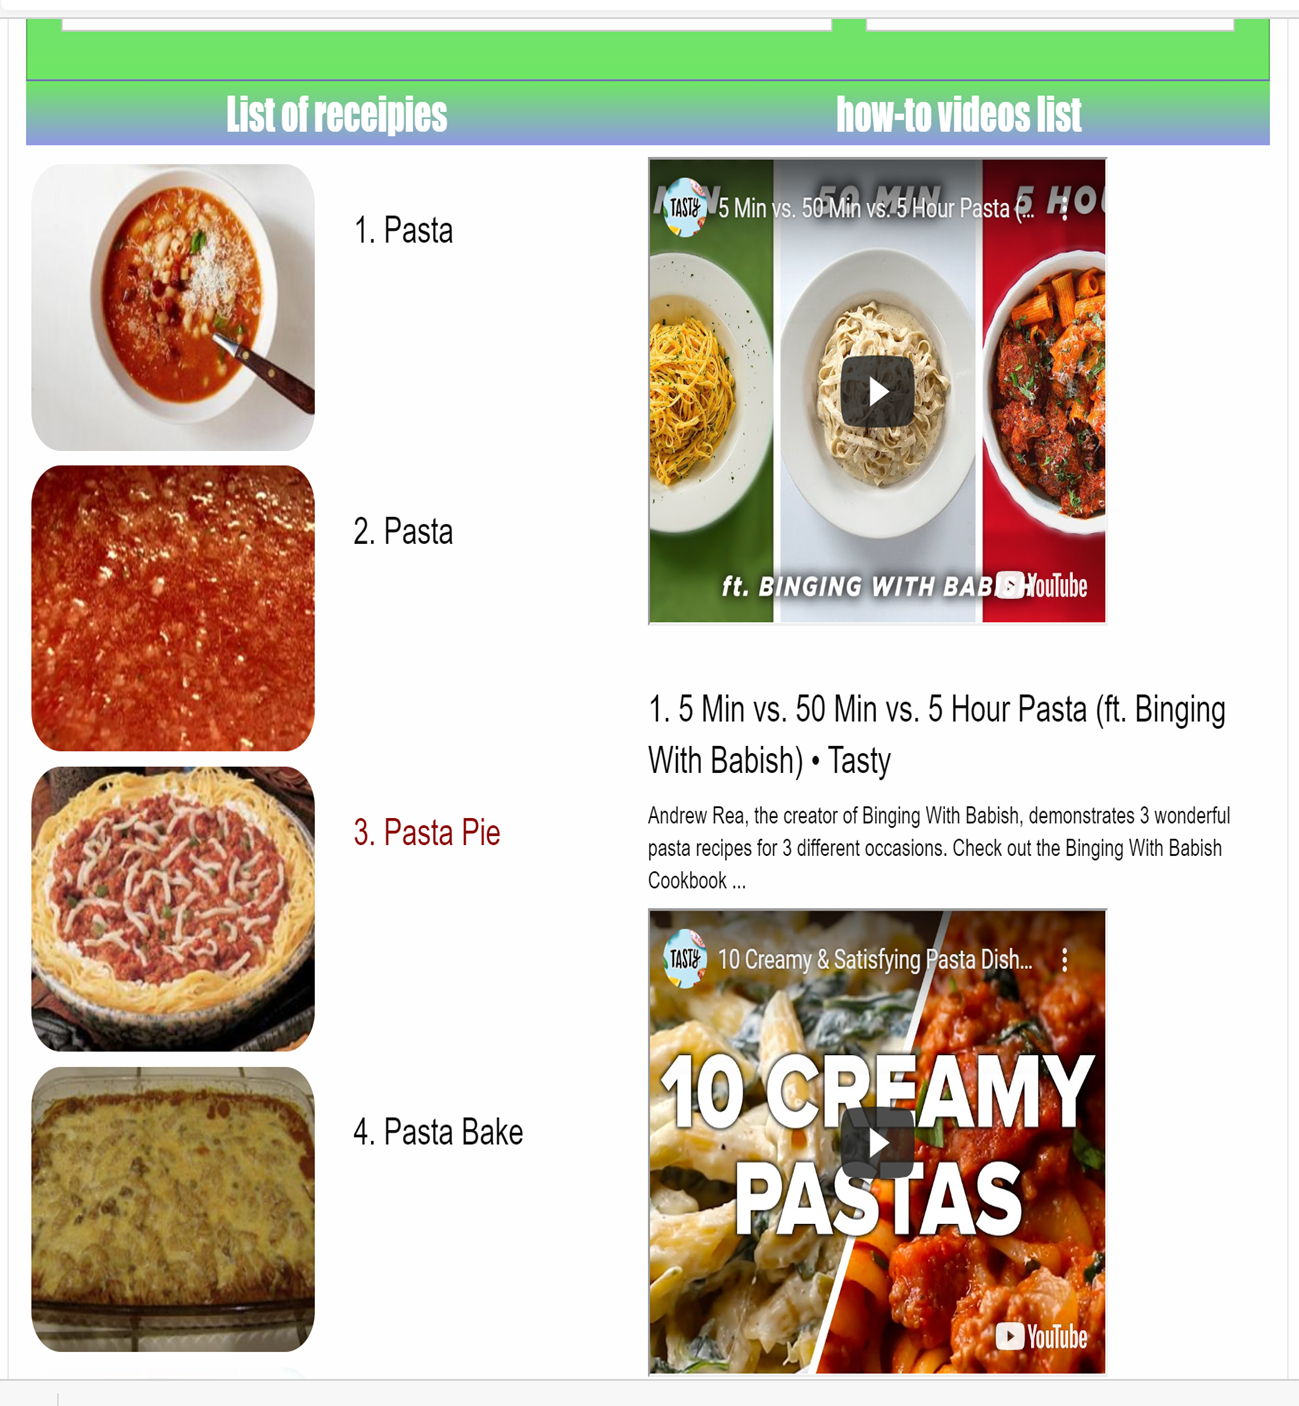 List of receipies
how-to videos list
1. Pasta
2. Pasta
3. Pasta Pie
4. Pasta Bake
TASTY
5 Min vs. 50 Min vs. 5 Hour Pasta (...
50 MIN
5 HOU
ft. BINGING WITH BABISH
YouTube
1. 5 Min vs. 50 Min vs. 5 Hour Pasta (ft. Binging
With Babish) • Tasty
Andrew Rea, the creator of Binging With Babish, demonstrates 3 wonderful
pasta recipes for 3 different occasions. Check out the Binging With Babish
Cookbook ...
TASTY
10 Creamy & Satisfying Pasta Dish...
10 CREAMY
PASTAS
YouTube